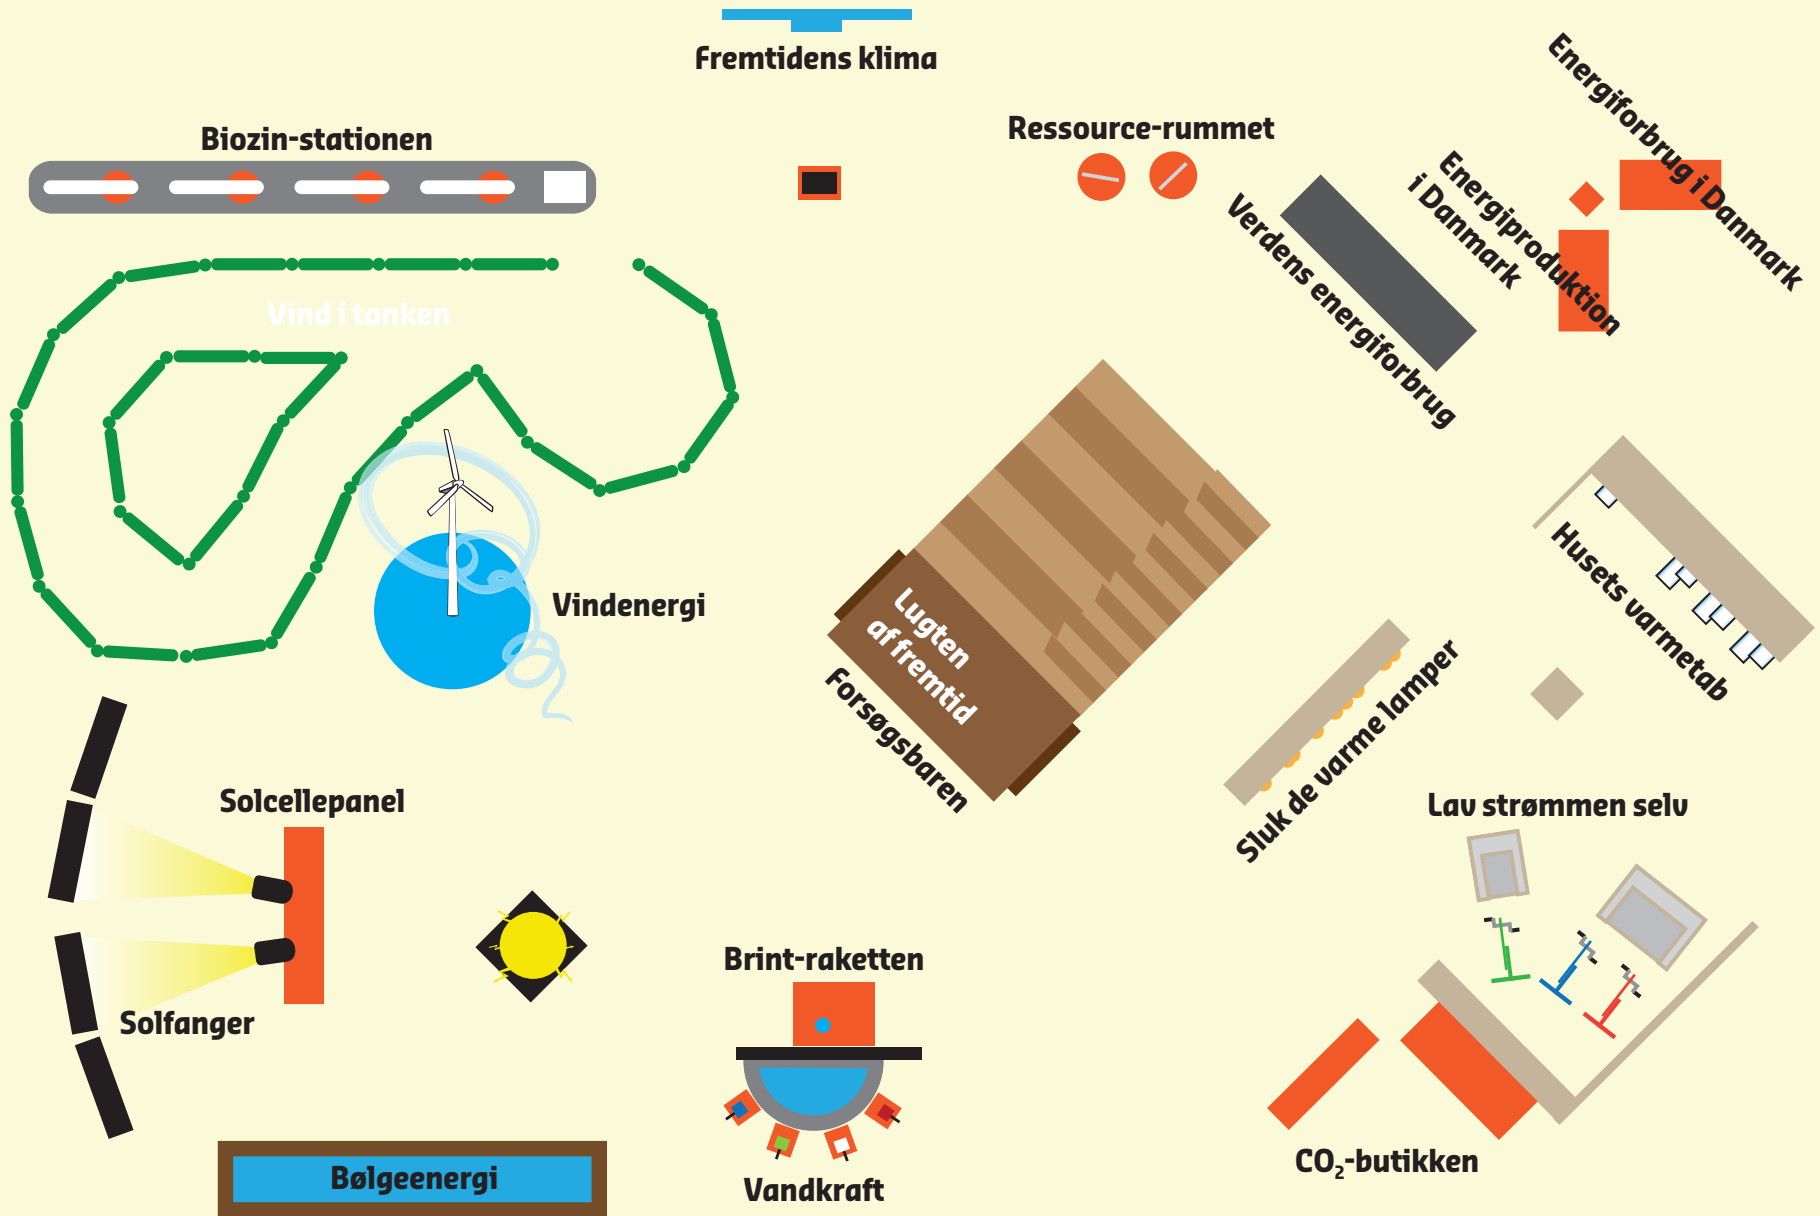 Fremtidens klima
Energiforbrug i Danmark
Ressource-rummet
Biozin-stationen
Energiproduktion
i Danmark
Verdens energiforbrug
Vind i tanken
Husets varmetab
Vindenergi
Lugten
af fremtid
Forsøgsbaren
Sluk de varme lamper
Solcellepanel
Lav strømmen selv
Brint-raketten
Solfanger
CO₂-butikken
Bølgeenergi
Vandkraft